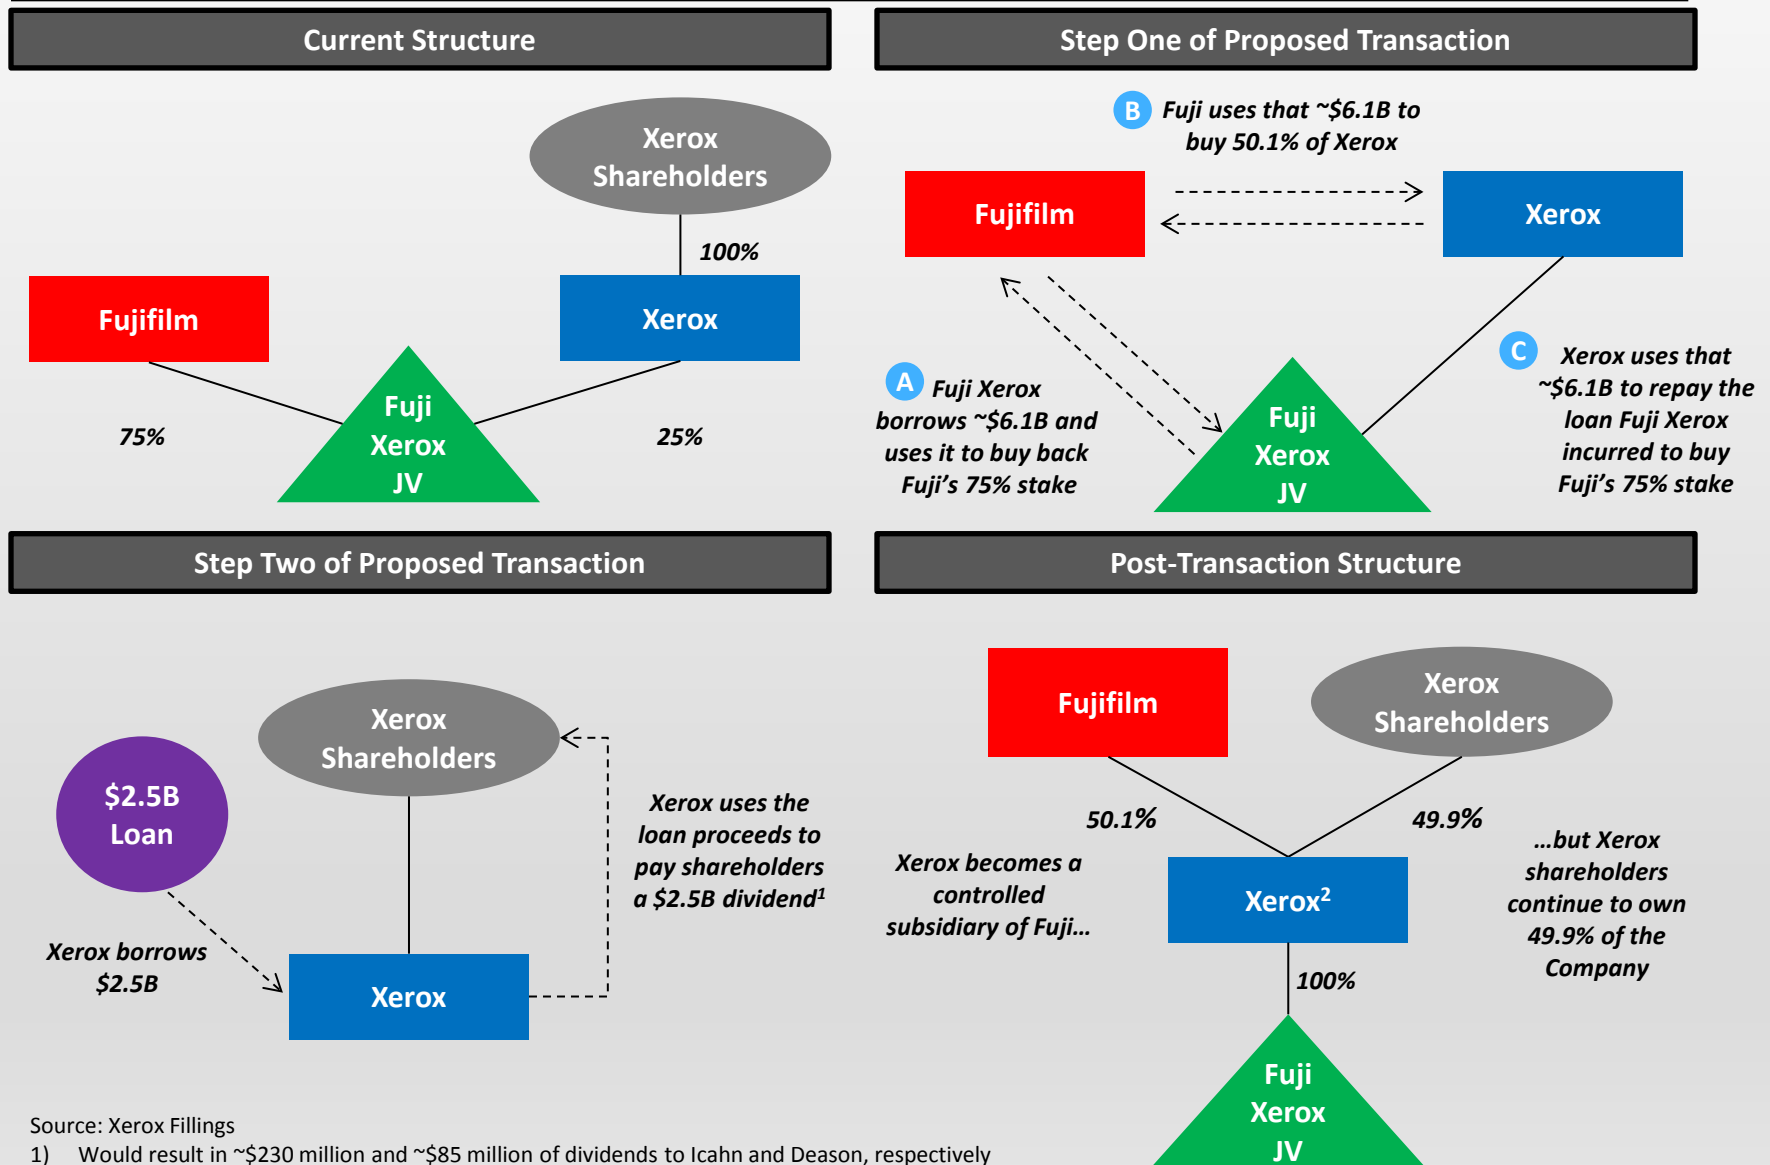 Current Structure
Xerox
Shareholders
100%
Fujifilm
Xerox
Fuji
Xerox
JV
75%
25%
Step One of Proposed Transaction
B
Fuji uses that ~$6.1B to
buy 50.1% of Xerox
Fujifilm
Xerox
A
Fuji Xerox
borrows ~$6.1B and
uses it to buy back
Fuji's 75% stake
Fuji
Xerox
JV
C
Xerox uses that
~$6.1B to repay the
loan Fuji Xerox
incurred to buy
Fuji's 75% stake
Step Two of Proposed Transaction
Xerox
Shareholders
$2.5B
Loan
Xerox borrows
$2.5B
Xerox
Xerox uses the
loan proceeds to
pay shareholders
a $2.5B dividend¹
Post-Transaction Structure
Fujifilm
Xerox
Shareholders
50.1%
49.9%
Xerox becomes a
controlled
subsidiary of Fuji…
Xerox²
…but Xerox
shareholders
continue to own
49.9% of the
Company
100%
Fuji
Xerox
JV
Source: Xerox Fillings
1) Would result in ~$230 million and ~$85 million of dividends to Icahn and Deason, respectively